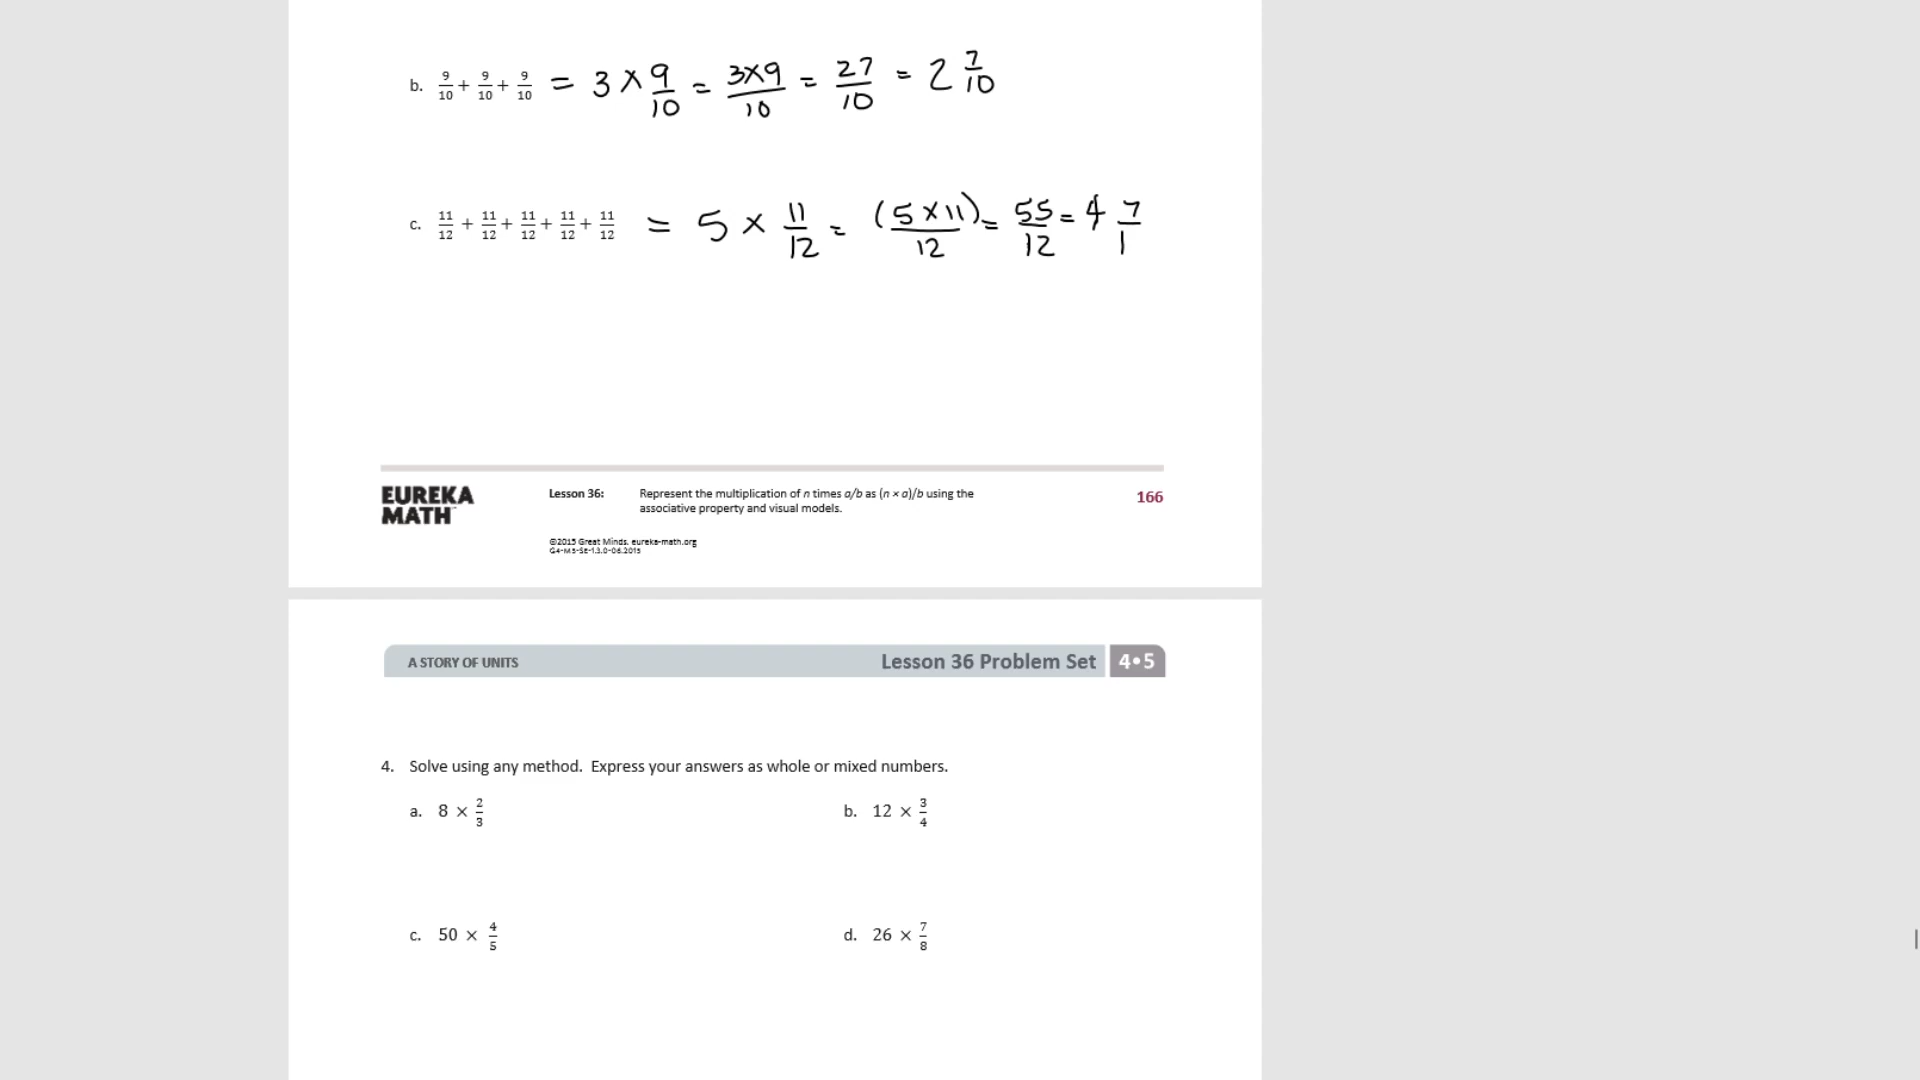 b. 9/10 + 9/10 + 9/10 = 3 × 9/10 = 3×9/10 = 27/10 = 2 7/10
c. 11/12 + 11/12 + 11/12 + 11/12 + 11/12 = 5 × 11/12 = (5×11)/12 = 55/12 = 4 7/1
EUREKA MATH™
Lesson 36: Represent the multiplication of n times a/b as (n × a)/b using the
associative property and visual models.
166
©2015 Great Minds. eureka-math.org
G4-M5-SE-1.3.0-06.2015
A STORY OF UNITS
Lesson 36 Problem Set 4•5
4. Solve using any method. Express your answers as whole or mixed numbers.
a. 8 × 2/3
b. 12 × 3/4
c. 50 × 4/5
d. 26 × 7/8